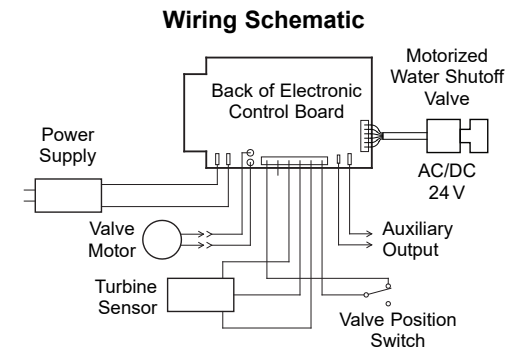 Wiring Schematic
Motorized
Water Shutoff
Valve
Back of Electronic
Control Board
Power
Supply
AC/DC
24 V
Valve
Motor
Auxiliary
Output
Turbine
Sensor
Valve Position
Switch